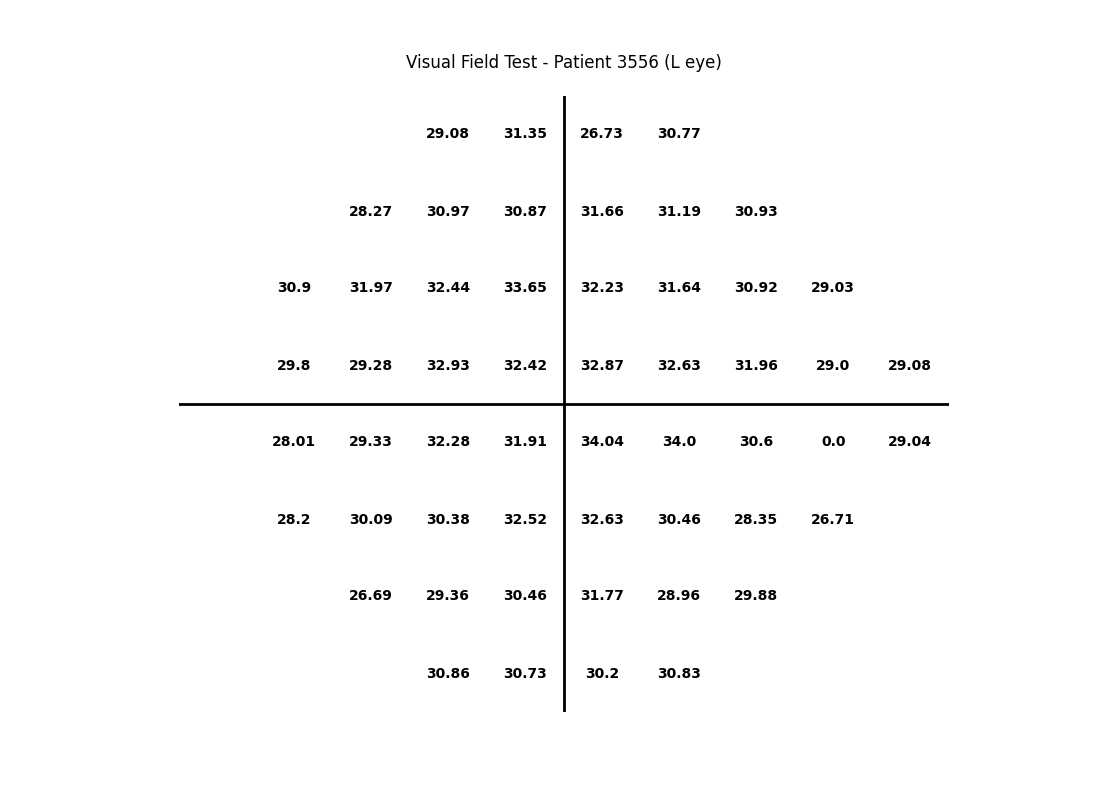 Visual Field Test - Patient 3556 (L eye)
29.08 31.35 26.73 30.77
28.27 30.97 30.87 31.66 31.19 30.93
30.9 31.97 32.44 33.65 32.23 31.64 30.92 29.03
29.8 29.28 32.93 32.42 32.87 32.63 31.96 29.0 29.08
28.01 29.33 32.28 31.91 34.04 34.0 30.6 0.0 29.04
28.2 30.09 30.38 32.52 32.63 30.46 28.35 26.71
26.69 29.36 30.46 31.77 28.96 29.88
30.86 30.73 30.2 30.83